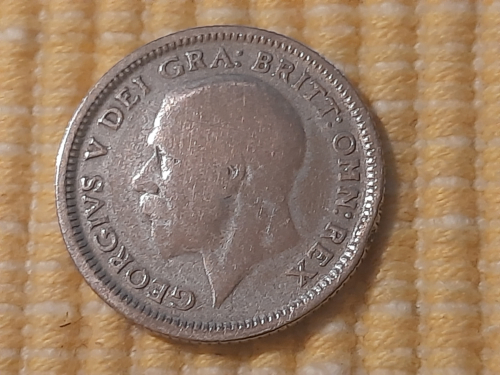 GEORGIVS V DEI GRA: BRITT: OMN: REX